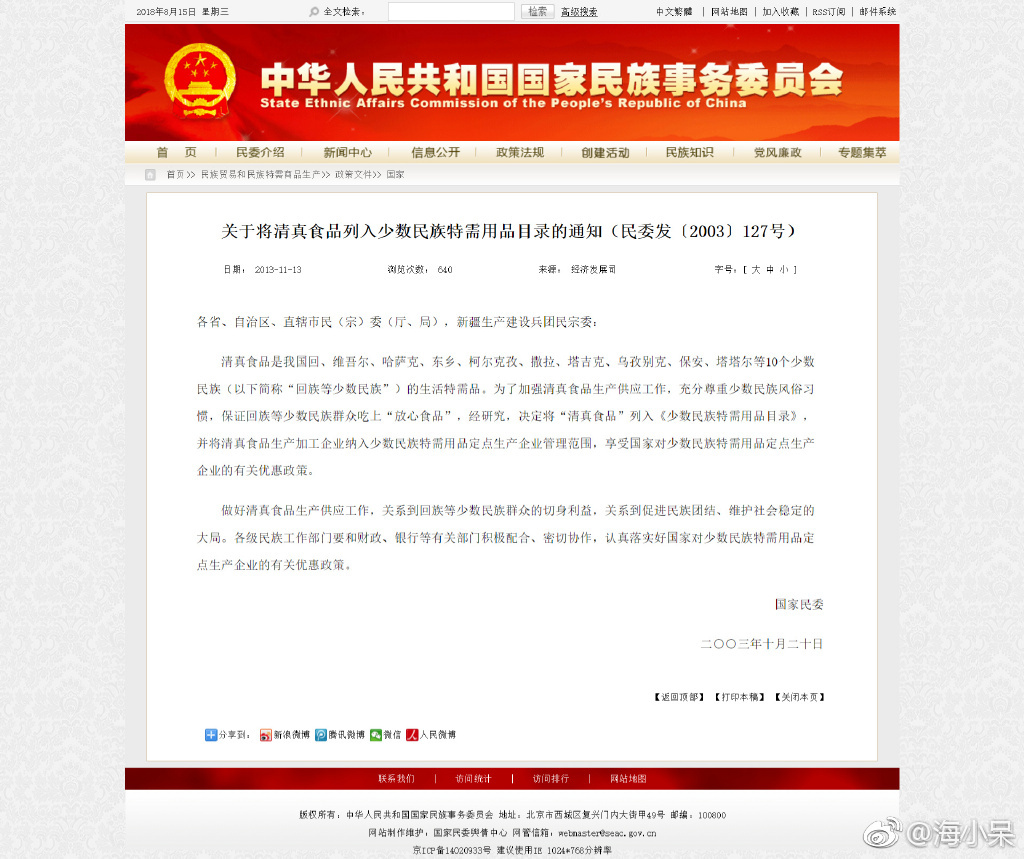 2018年8月15日 星期三 全文检索： 检索 高级搜索 中文繁體 | 网站地图 | 加入收藏 | RSS订阅 | 邮件系统
中华人民共和国国家民族事务委员会
State Ethnic Affairs Commission of the People's Republic of China
首 页 | 民委介绍 | 新闻中心 | 信息公开 | 政策法规 | 创建活动 | 民族知识 | 党风廉政 | 专题集萃
首页>> 民族贸易和民族特需商品生产>> 政策文件>> 国家
关于将清真食品列入少数民族特需用品目录的通知（民委发〔2003〕127号）
日期： 2013-11-13 浏览次数： 640 来源： 经济发展司 字号：[ 大 中 小 ]
各省、自治区、直辖市民（宗）委（厅、局），新疆生产建设兵团民宗委：
清真食品是我国回、维吾尔、哈萨克、东乡、柯尔克孜、撒拉、塔吉克、乌孜别克、保安、塔塔尔等10个少数
民族（以下简称“回族等少数民族”）的生活特需品。为了加强清真食品生产供应工作，充分尊重少数民族风俗习
惯，保证回族等少数民族群众吃上“放心食品”，经研究，决定将“清真食品”列入《少数民族特需用品目录》，
并将清真食品生产加工企业纳入少数民族特需用品定点生产企业管理范围，享受国家对少数民族特需用品定点生产
企业的有关优惠政策。
做好清真食品生产供应工作，关系到回族等少数民族群众的切身利益，关系到促进民族团结、维护社会稳定的
大局。各级民族工作部门要和财政、银行等有关部门积极配合、密切协作，认真落实好国家对少数民族特需用品定
点生产企业的有关优惠政策。
国家民委
二〇〇三年十月二十日
【返回顶部】 【打印本稿】 【关闭本页】
分享到： 新浪微博 腾讯微博 微信 人民微博
联系我们 | 访问统计 | 访问排行 | 网站地图
版权所有：中华人民共和国国家民族事务委员会 地址：北京市西城区复兴门内大街甲49号 邮编：100800
网站制作维护：国家民委舆情中心 网管信箱：webmaster@seac.gov.cn
京ICP备14020933号 建议使用IE 1024*768分辨率
@海小呆